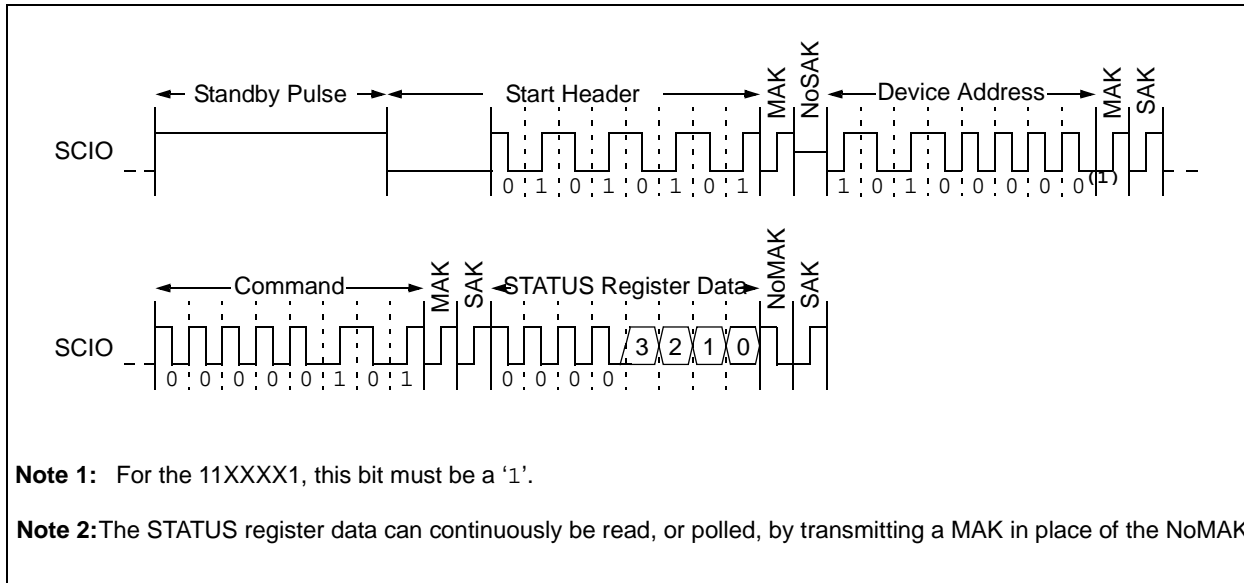 Standby Pulse Start Header MAK NoSAK Device Address MAK SAK
SCIO
0 1 0 1 0 1 0 1 1 0 1 0 0 0 0 0(1)
Command MAK SAK STATUS Register Data NoMAK SAK
SCIO
3 2 1 0
0 0 0 0 0 1 0 1 0 0 0 0
Note 1: For the 11XXXX1, this bit must be a ‘1’.
Note 2:The STATUS register data can continuously be read, or polled, by transmitting a MAK in place of the NoMAK